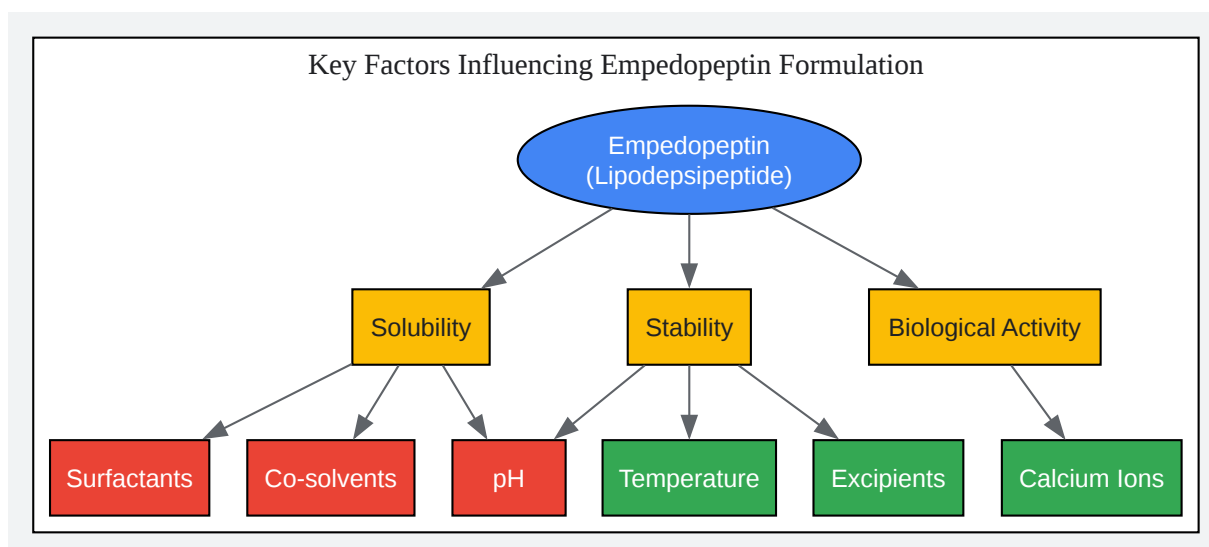 Key Factors Influencing Empedopeptin Formulation
Empedopeptin
(Lipodepsipeptide)
Solubility
Stability
Biological Activity
Surfactants
Co-solvents
pH
Temperature
Excipients
Calcium Ions